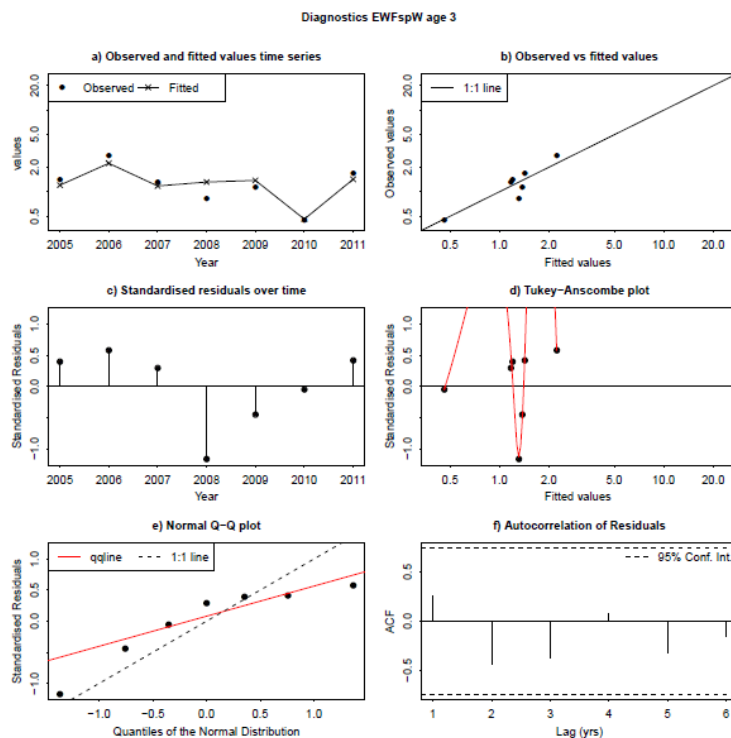 Diagnostics EWFspW age 3
a) Observed and fitted values time series
values
20.0
5.0
2.0
0.5
Observed
Fitted
2005 2006 2007 2008 2009 2010 2011
Year
b) Observed vs fitted values
Observed values
20.0
5.0
2.0
0.5
1:1 line
0.5 1.0 2.0 5.0 10.0 20.0
Fitted values
c) Standardised residuals over time
Standardised Residuals
1.0
0.5
0.0
−1.0
2005 2006 2007 2008 2009 2010 2011
Year
d) Tukey−Anscombe plot
Standardised Residuals
1.0
0.5
0.0
−1.0
0.5 1.0 2.0 5.0 10.0 20.0
Fitted values
e) Normal Q−Q plot
Standardised Residuals
1.0
0.5
0.0
−1.0
qqline
1:1 line
−1.0 −0.5 0.0 0.5 1.0
Quantiles of the Normal Distribution
f) Autocorrelation of Residuals
ACF
0.5
0.0
−0.5
95% Conf. Int.
1 2 3 4 5 6
Lag (yrs)